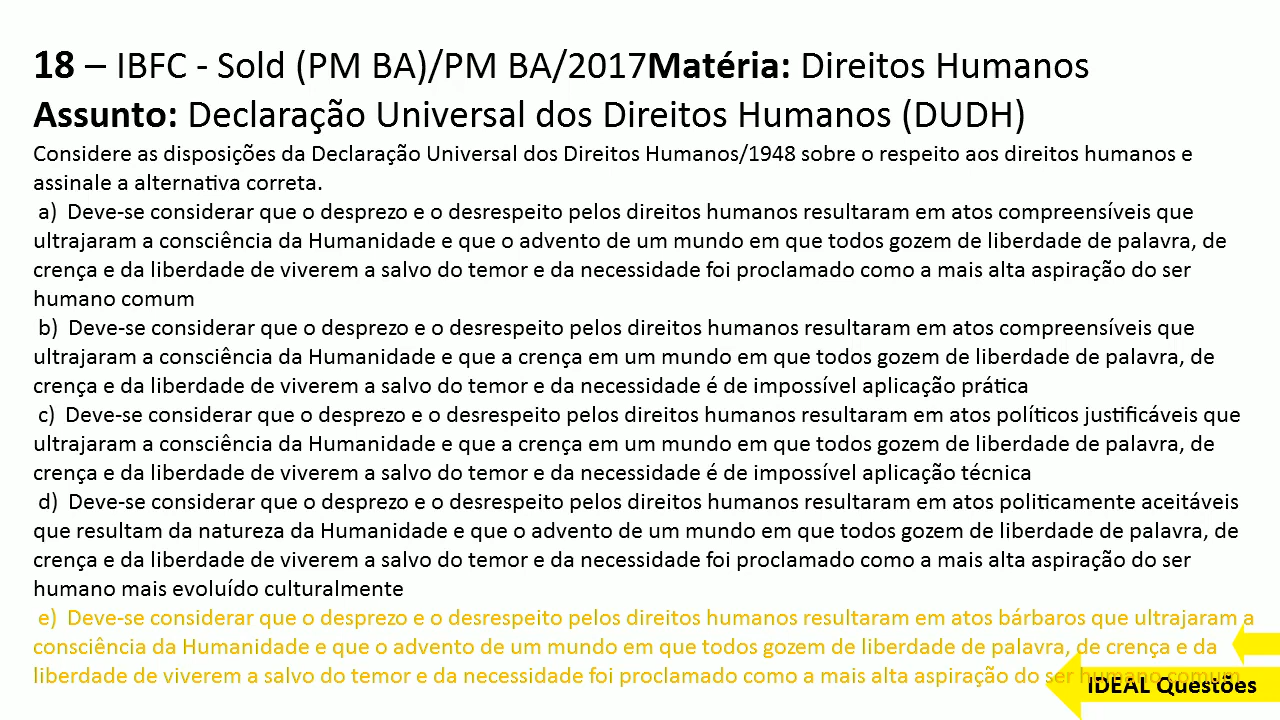 18 – IBFC - Sold (PM BA)/PM BA/2017Matéria: Direitos Humanos
Assunto: Declaração Universal dos Direitos Humanos (DUDH)
Considere as disposições da Declaração Universal dos Direitos Humanos/1948 sobre o respeito aos direitos humanos e
assinale a alternativa correta.
a) Deve-se considerar que o desprezo e o desrespeito pelos direitos humanos resultaram em atos compreensíveis que
ultrajaram a consciência da Humanidade e que o advento de um mundo em que todos gozem de liberdade de palavra, de
crença e da liberdade de viverem a salvo do temor e da necessidade foi proclamado como a mais alta aspiração do ser
humano comum
b) Deve-se considerar que o desprezo e o desrespeito pelos direitos humanos resultaram em atos compreensíveis que
ultrajaram a consciência da Humanidade e que a crença em um mundo em que todos gozem de liberdade de palavra, de
crença e da liberdade de viverem a salvo do temor e da necessidade é de impossível aplicação prática
c) Deve-se considerar que o desprezo e o desrespeito pelos direitos humanos resultaram em atos políticos justificáveis que
ultrajaram a consciência da Humanidade e que a crença em um mundo em que todos gozem de liberdade de palavra, de
crença e da liberdade de viverem a salvo do temor e da necessidade é de impossível aplicação técnica
d) Deve-se considerar que o desprezo e o desrespeito pelos direitos humanos resultaram em atos politicamente aceitáveis
que resultam da natureza da Humanidade e que o advento de um mundo em que todos gozem de liberdade de palavra, de
crença e da liberdade de viverem a salvo do temor e da necessidade foi proclamado como a mais alta aspiração do ser
humano mais evoluído culturalmente
e) Deve-se considerar que o desprezo e o desrespeito pelos direitos humanos resultaram em atos bárbaros que ultrajaram a
consciência da Humanidade e que o advento de um mundo em que todos gozem de liberdade de palavra, de crença e da
liberdade de viverem a salvo do temor e da necessidade foi proclamado como a mais alta aspiração do ser humano comum
IDEAL Questões